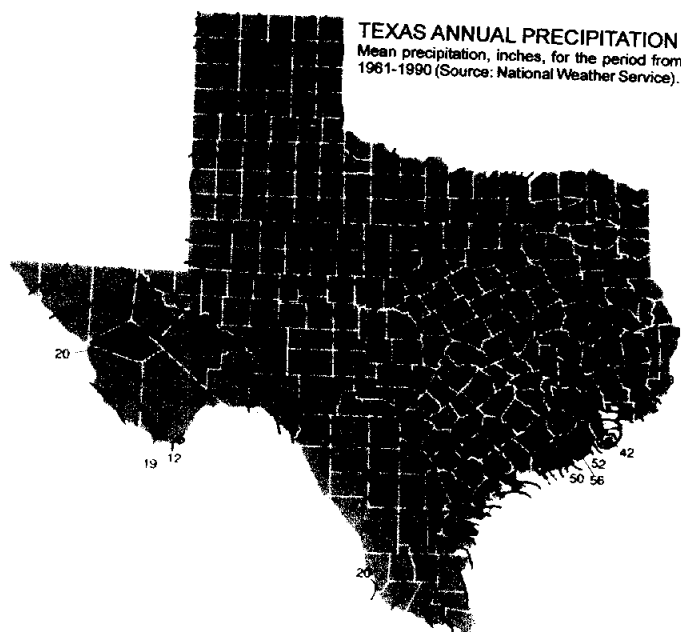 TEXAS ANNUAL PRECIPITATION
Mean precipitation, inches, for the period from
1961-1990 (Source: National Weather Service).
20
19 12
42
52
50 56
20